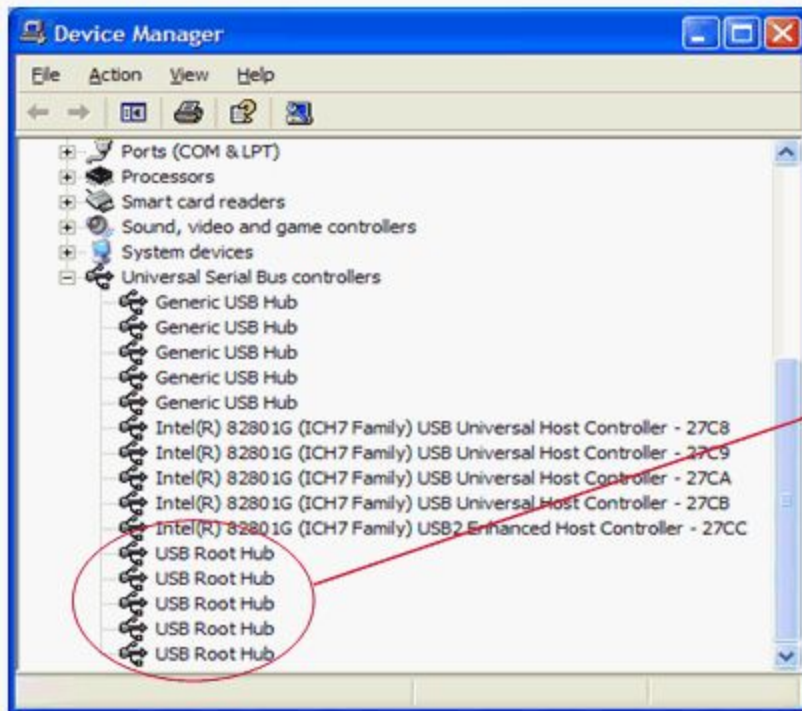 Device Manager
File Action View Help
Ports (COM & LPT)
Processors
Smart card readers
Sound, video and game controllers
System devices
Universal Serial Bus controllers
Generic USB Hub
Generic USB Hub
Generic USB Hub
Generic USB Hub
Generic USB Hub
Intel(R) 82801G (ICH7 Family) USB Universal Host Controller - 27C8
Intel(R) 82801G (ICH7 Family) USB Universal Host Controller - 27C9
Intel(R) 82801G (ICH7 Family) USB Universal Host Controller - 27CA
Intel(R) 82801G (ICH7 Family) USB Universal Host Controller - 27CB
Intel(R) 82801G (ICH7 Family) USB2 Enhanced Host Controller - 27CC
USB Root Hub
USB Root Hub
USB Root Hub
USB Root Hub
USB Root Hub